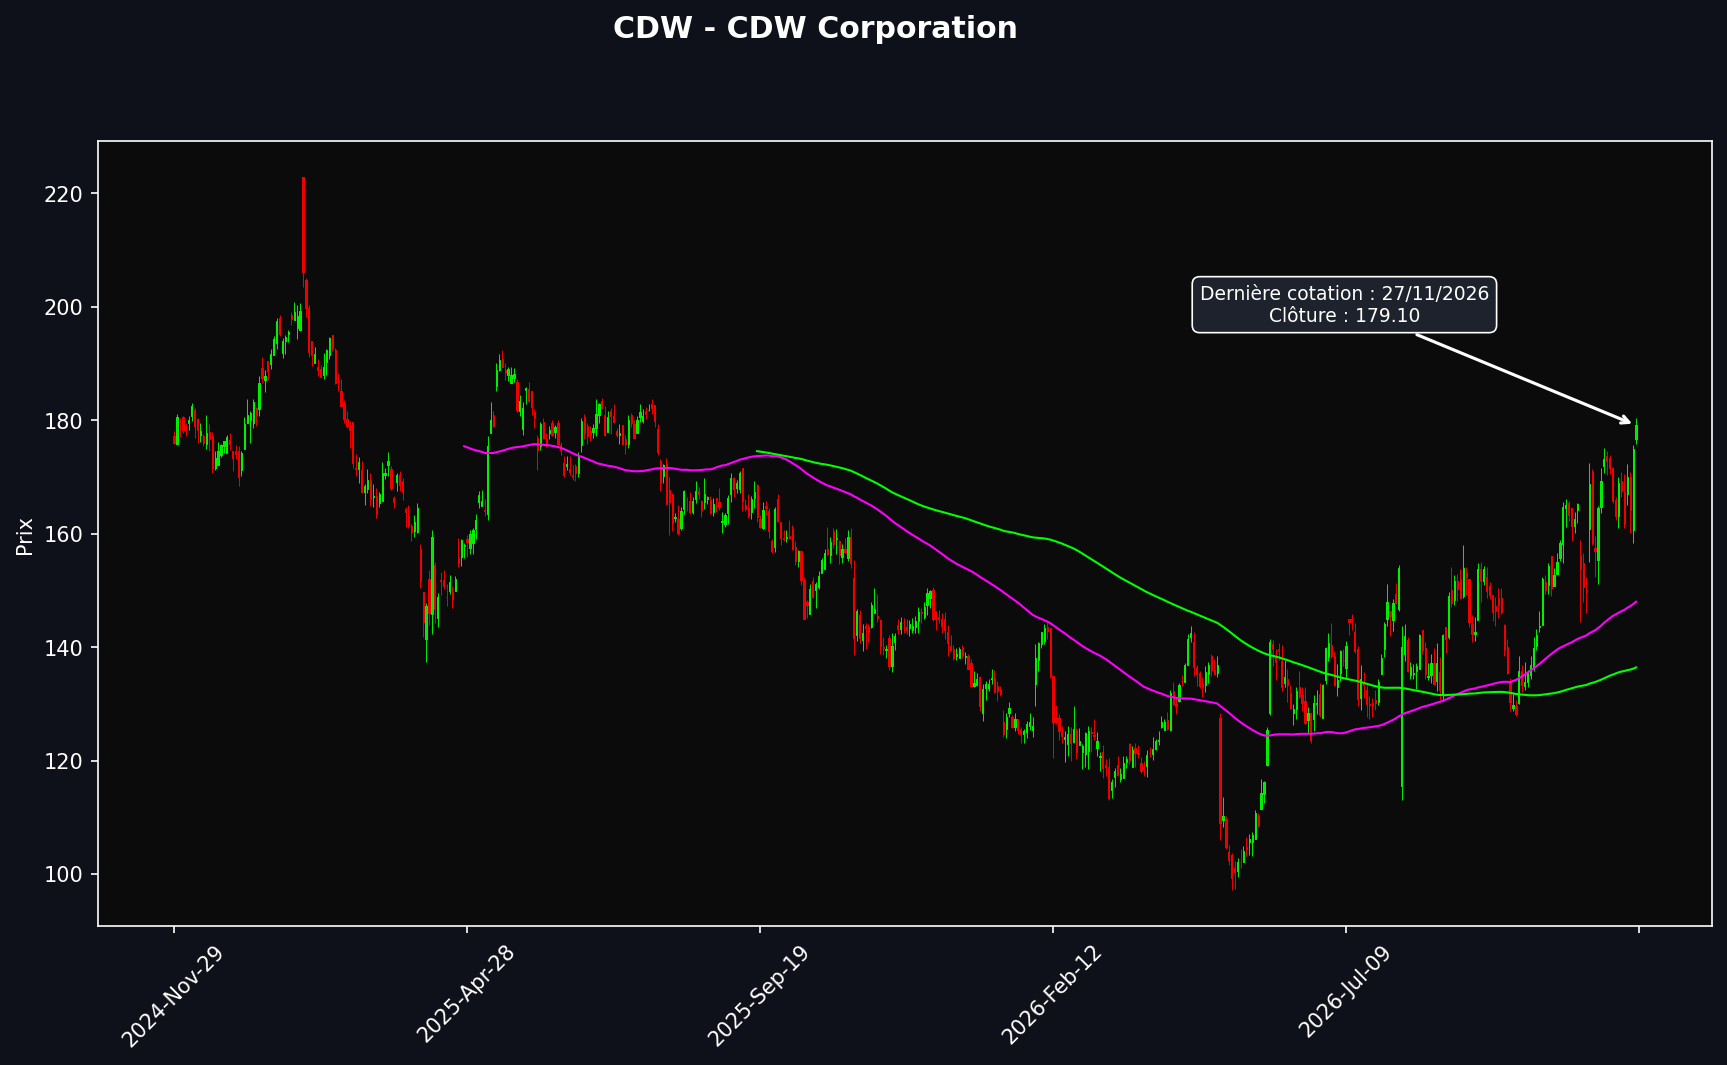 CDW - CDW Corporation
Prix
220
200
180
160
140
120
100
Dernière cotation : 27/11/2026
Clôture : 179.10
2024-Nov-29
2025-Apr-28
2025-Sep-19
2026-Feb-12
2026-Jul-09